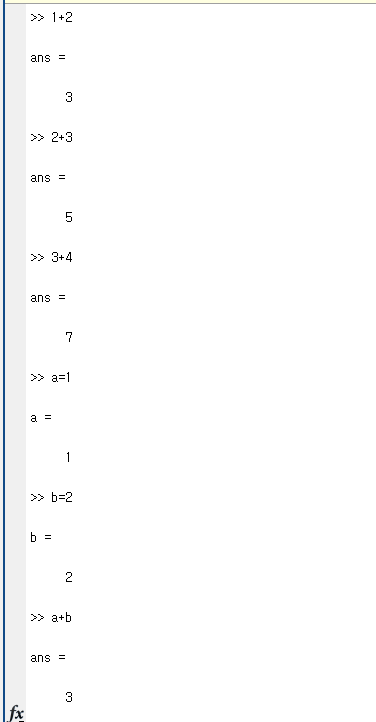 >> 1+2
ans =
3
>> 2+3
ans =
5
>> 3+4
ans =
7
>> a=1
a =
1
>> b=2
b =
2
>> a+b
ans =
3
fx